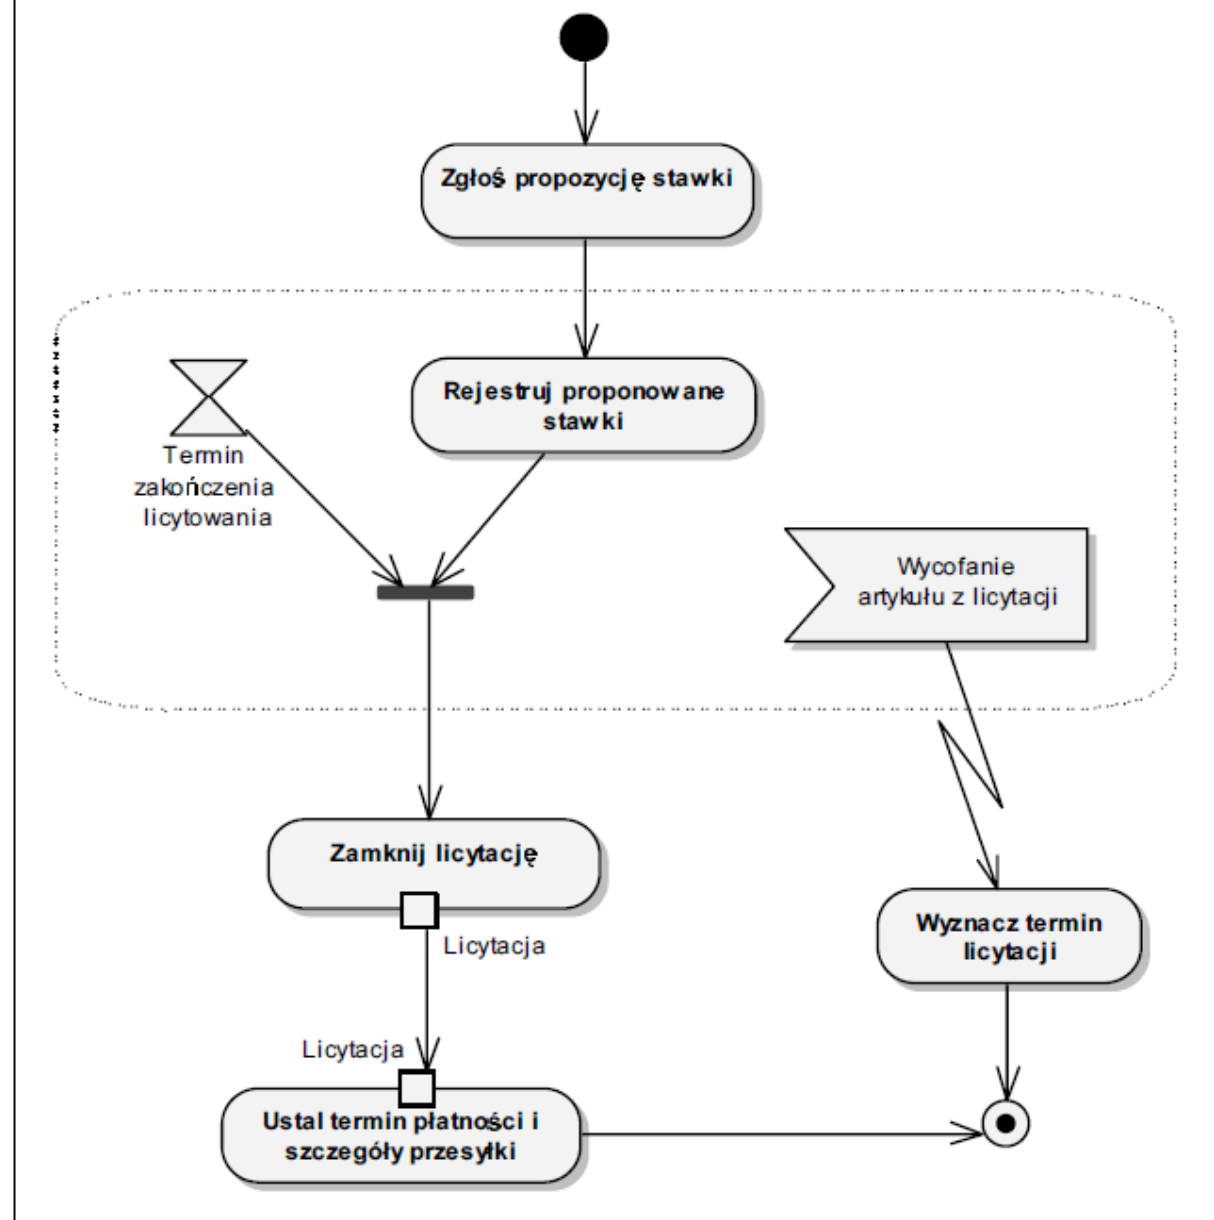 Zgłoś propozycję stawki
Rejestruj proponowane
stawki
Termin
zakończenia
licytowania
Wycofanie
artykułu z licytacji
Zamknij licytację
Licytacja
Wyznacz termin
licytacji
Licytacja
Ustal termin płatności i
szczegóły przesyłki